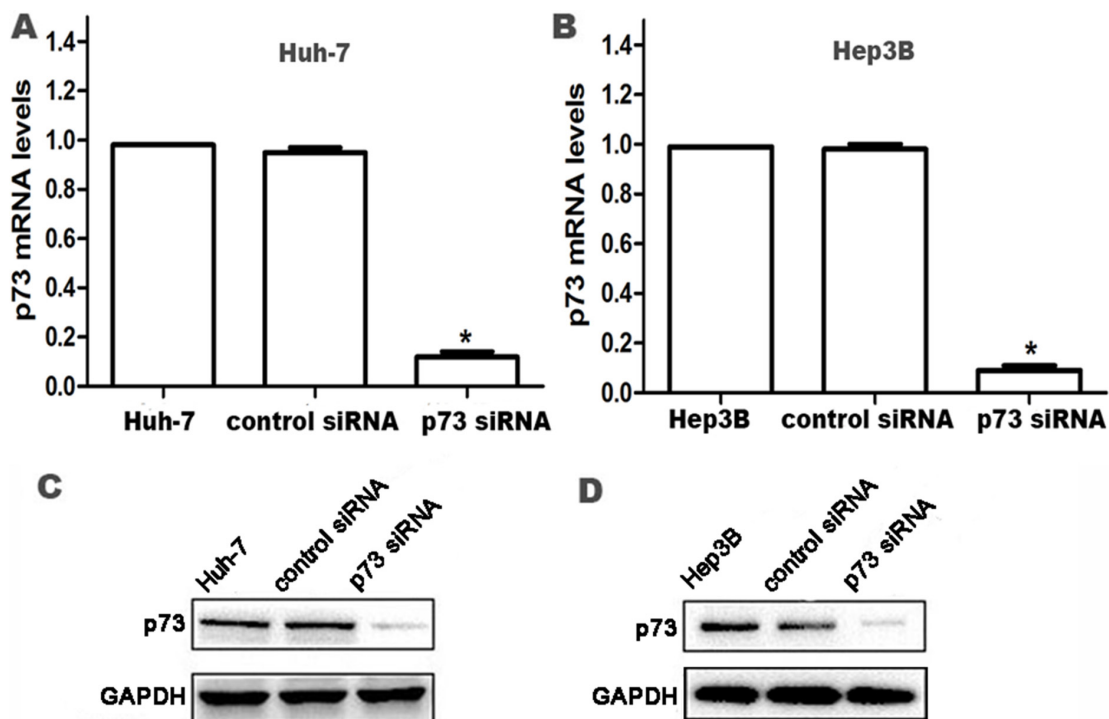 A
Huh-7
p73 mRNA levels
1.4
1.2
1.0
0.8
0.6
0.4
0.2
0.0
*
Huh-7 control siRNA p73 siRNA
B
Hep3B
p73 mRNA levels
1.4
1.2
1.0
0.8
0.6
0.4
0.2
0.0
*
Hep3B control siRNA p73 siRNA
C
Huh-7 control siRNA p73 siRNA
p73
GAPDH
D
Hep3B control siRNA p73 siRNA
p73
GAPDH